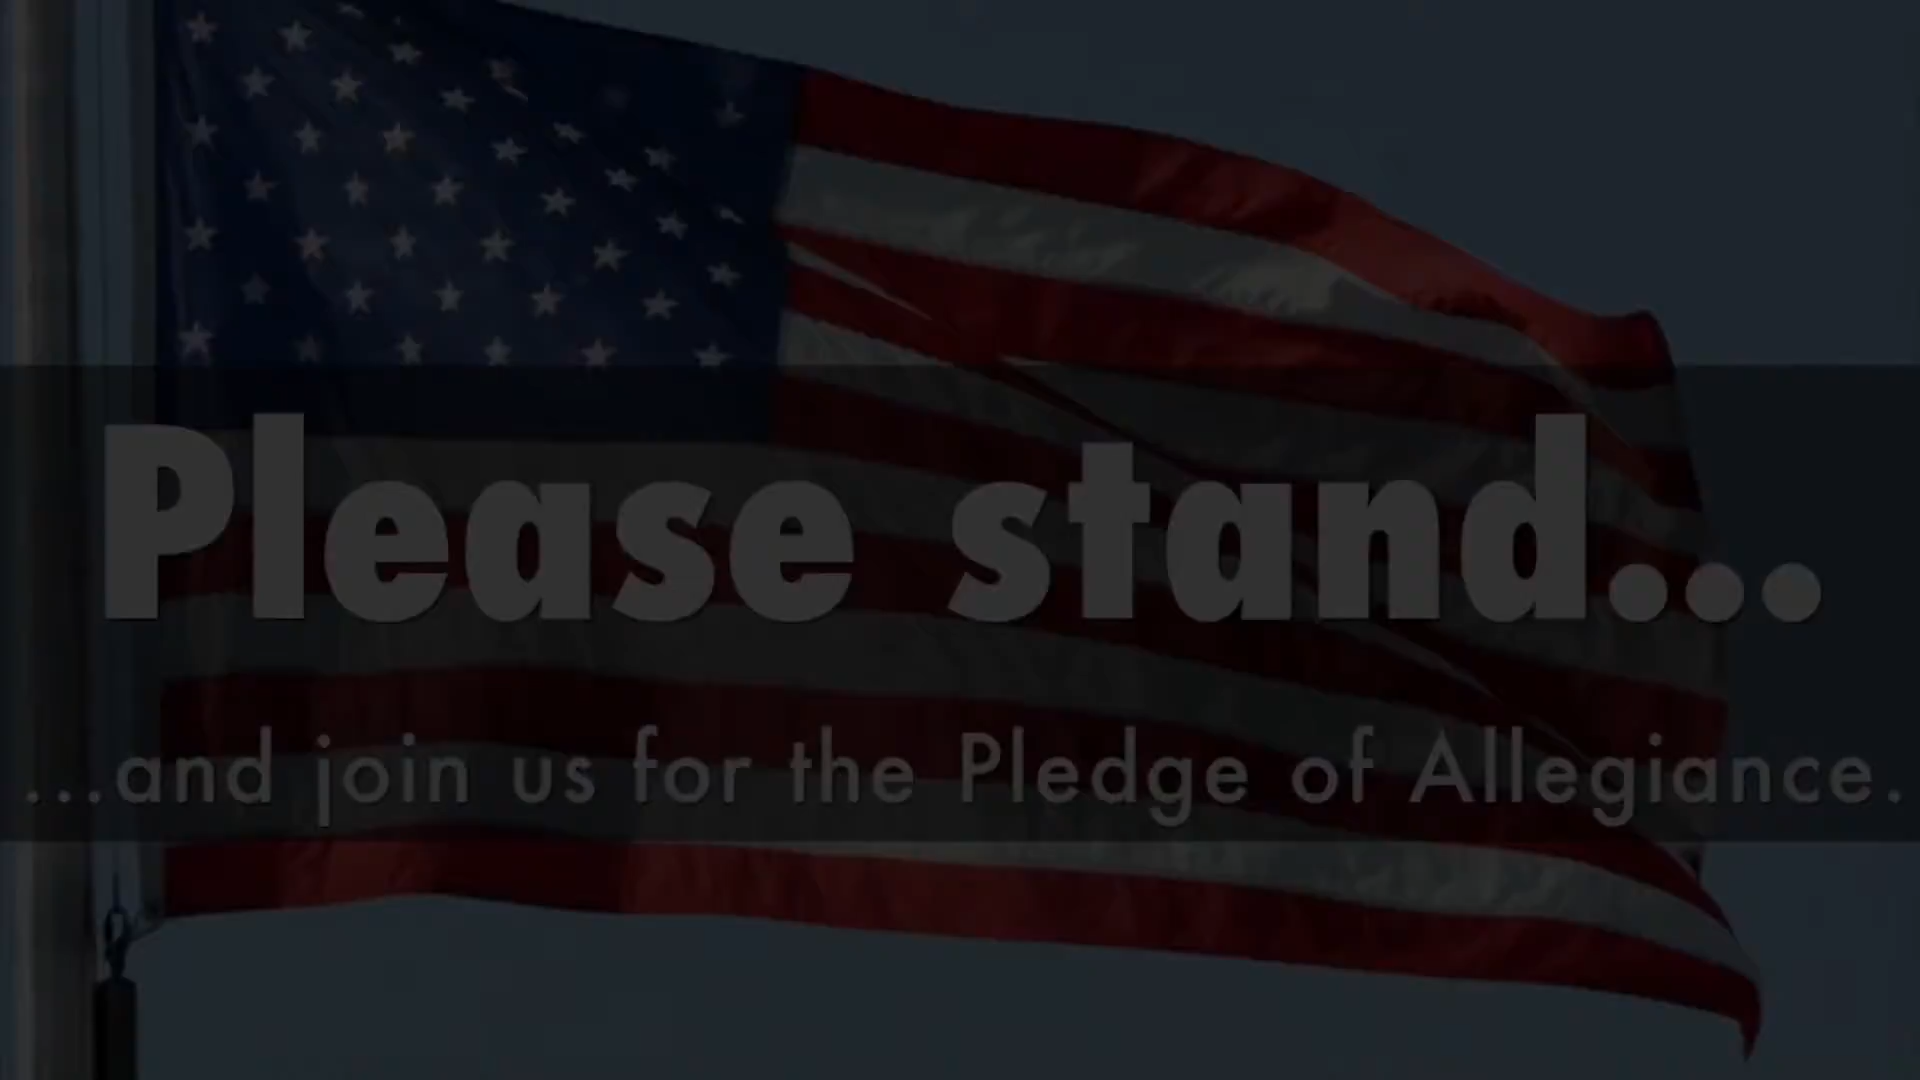 Please stand...
...and join us for the Pledge of Allegiance.